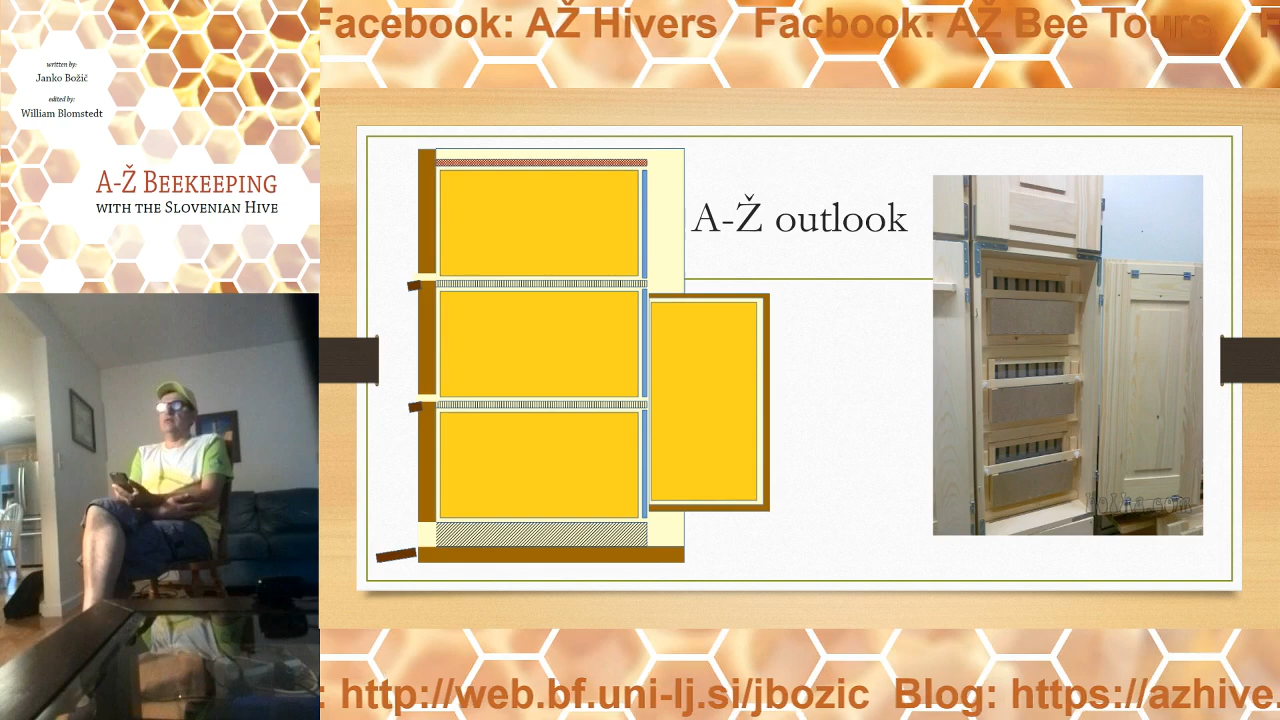 Facebook: AŽ Hivers Facbook: AŽ Bee Tours
written by:
Janko Božič
edited by:
William Blomstedt
A-Ž Beekeeping
with the Slovenian Hive
A-Ž outlook
: http://web.bf.uni-lj.si/jbozic Blog: https://azhive.